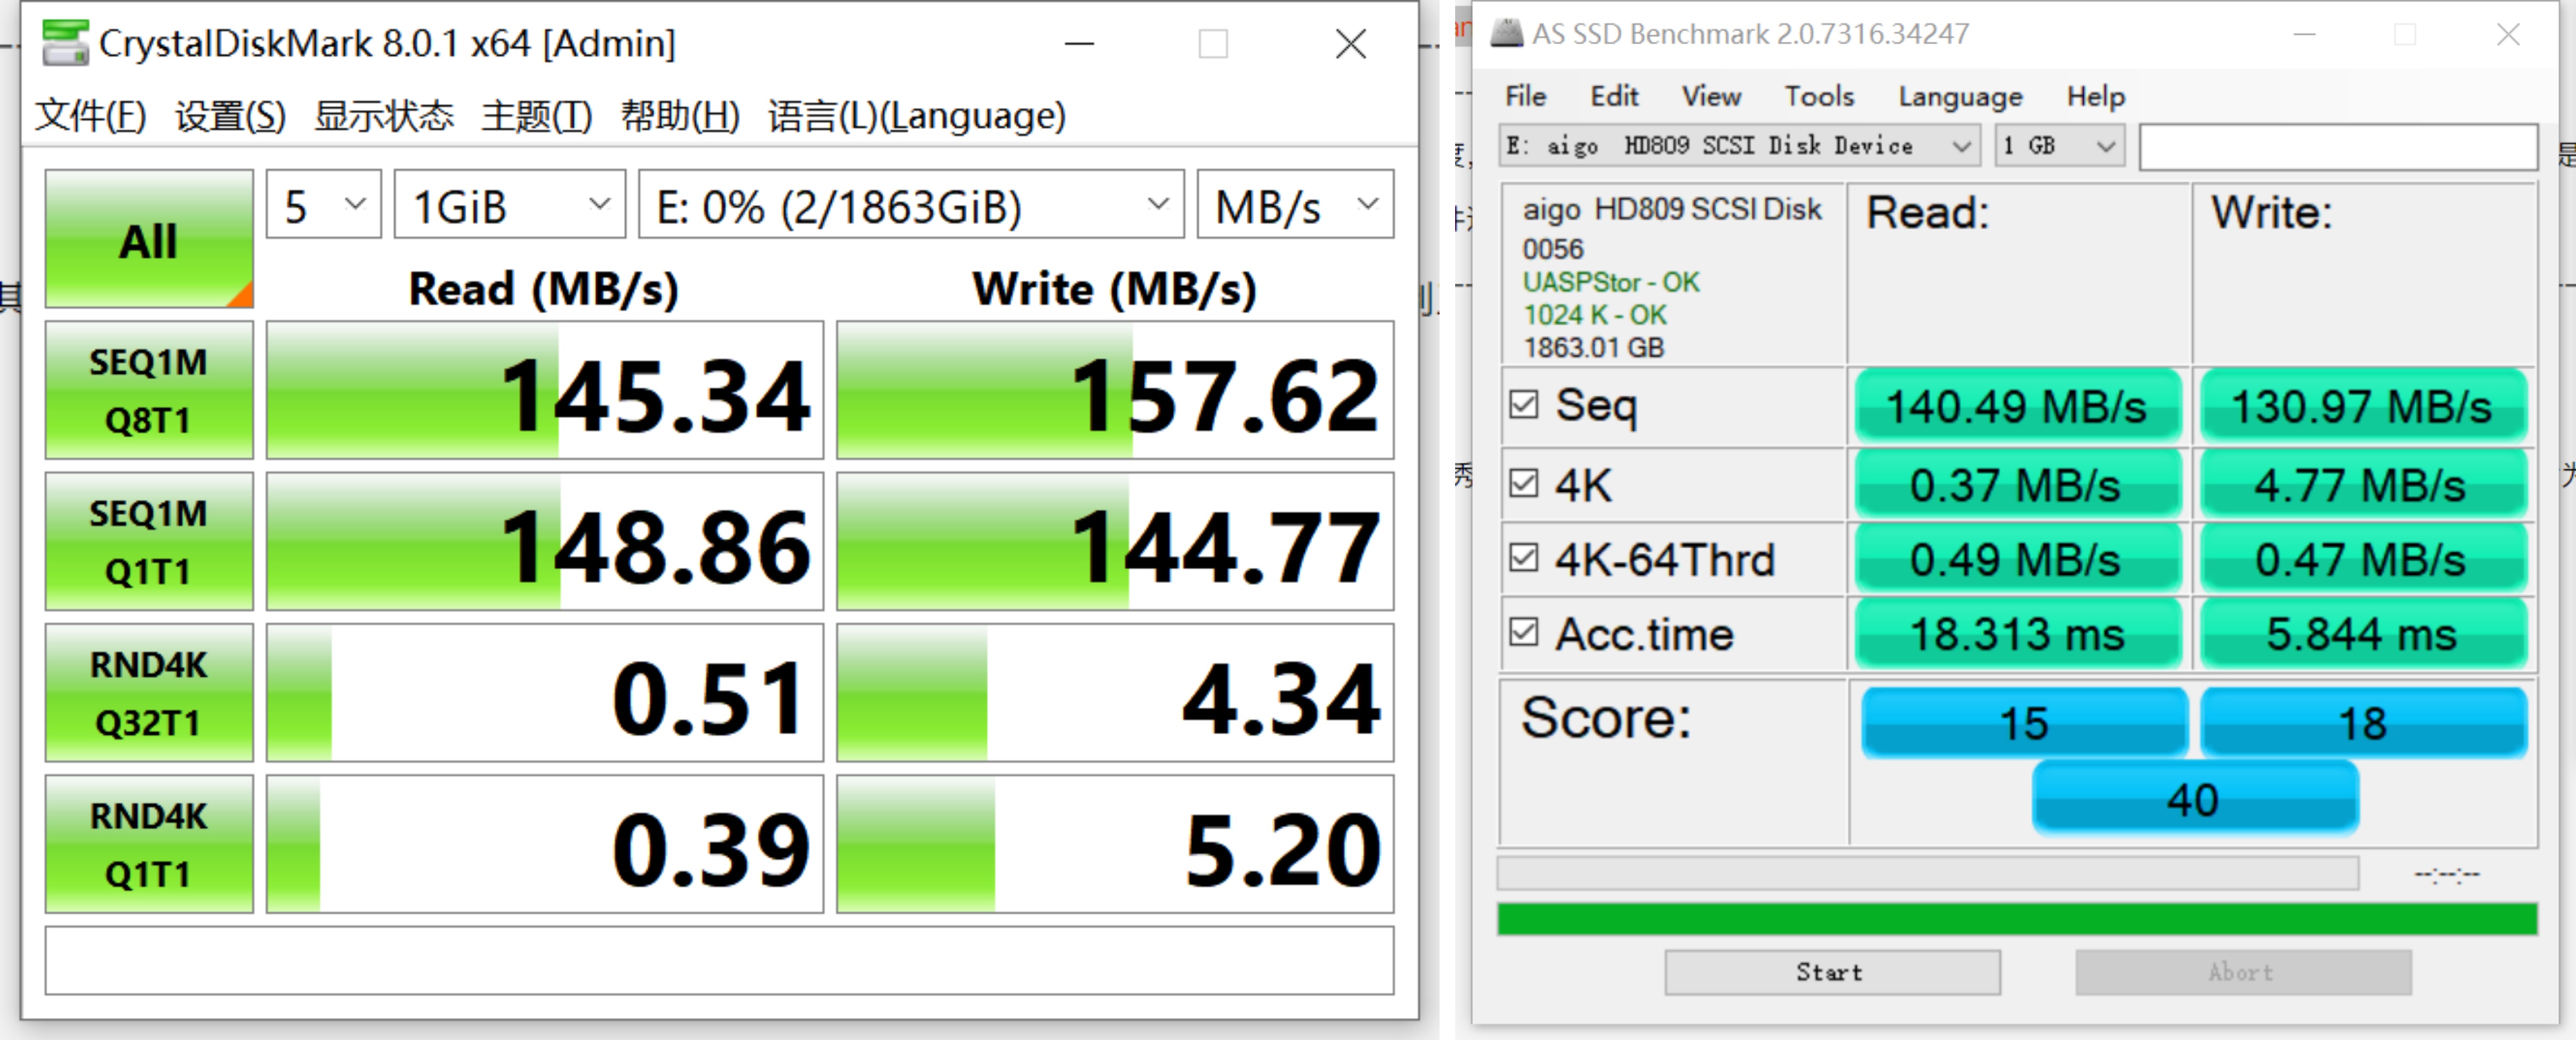 CrystalDiskMark 8.0.1 x64 [Admin]
文件(F) 设置(S) 显示状态 主题(T) 帮助(H) 语言(L)(Language)
All
5
1GiB
E: 0% (2/1863GiB)
MB/s
Read (MB/s) Write (MB/s)
SEQ1M
Q8T1
145.34 157.62
SEQ1M
Q1T1
148.86 144.77
RND4K
Q32T1
0.51 4.34
RND4K
Q1T1
0.39 5.20
AS SSD Benchmark 2.0.7316.34247
File Edit View Tools Language Help
E: aigo HD809 SCSI Disk Device
1 GB
aigo HD809 SCSI Disk
0056
UASPStor - OK
1024 K - OK
1863.01 GB
Read: Write:
Seq 140.49 MB/s 130.97 MB/s
4K 0.37 MB/s 4.77 MB/s
4K-64Thrd 0.49 MB/s 0.47 MB/s
Acc.time 18.313 ms 5.844 ms
Score: 15 18
40
--:--:--
Start Abort